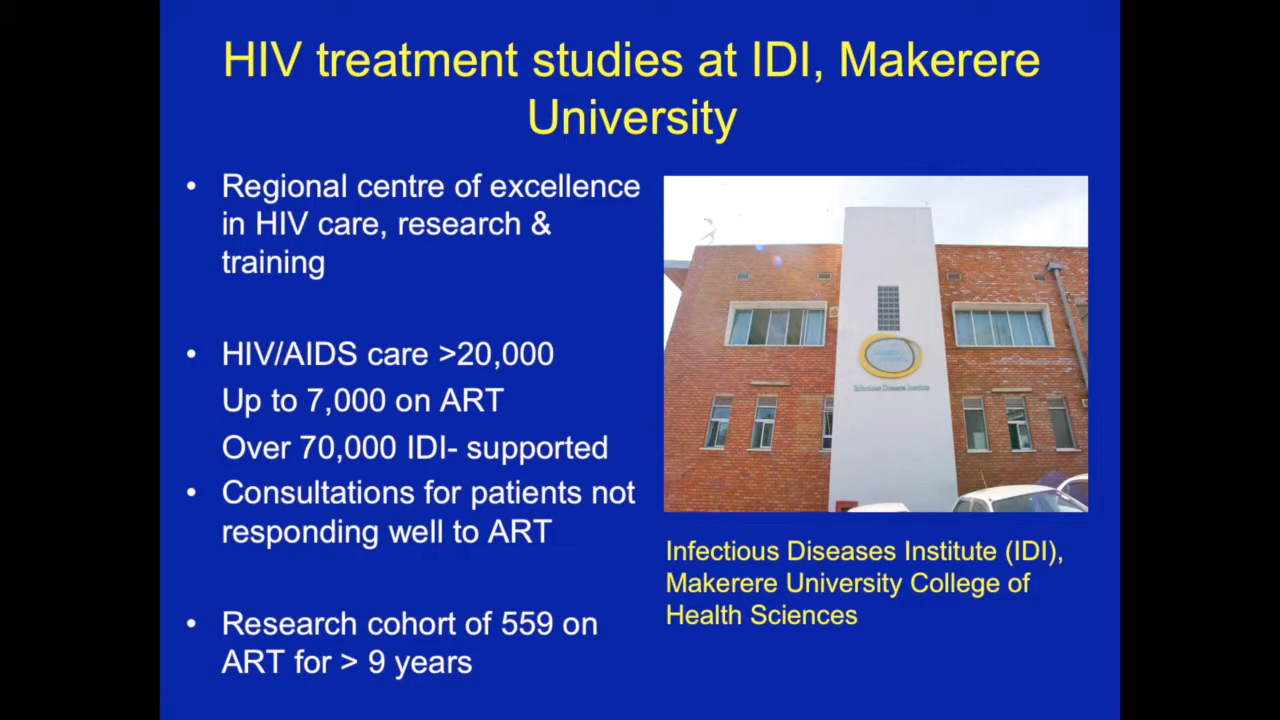 HIV treatment studies at IDI, Makerere
University
• Regional centre of excellence
in HIV care, research &
training
• HIV/AIDS care >20,000
Up to 7,000 on ART
Over 70,000 IDI- supported
• Consultations for patients not
responding well to ART
• Research cohort of 559 on
ART for > 9 years
Infectious Diseases Institute
Infectious Diseases Institute (IDI),
Makerere University College of
Health Sciences